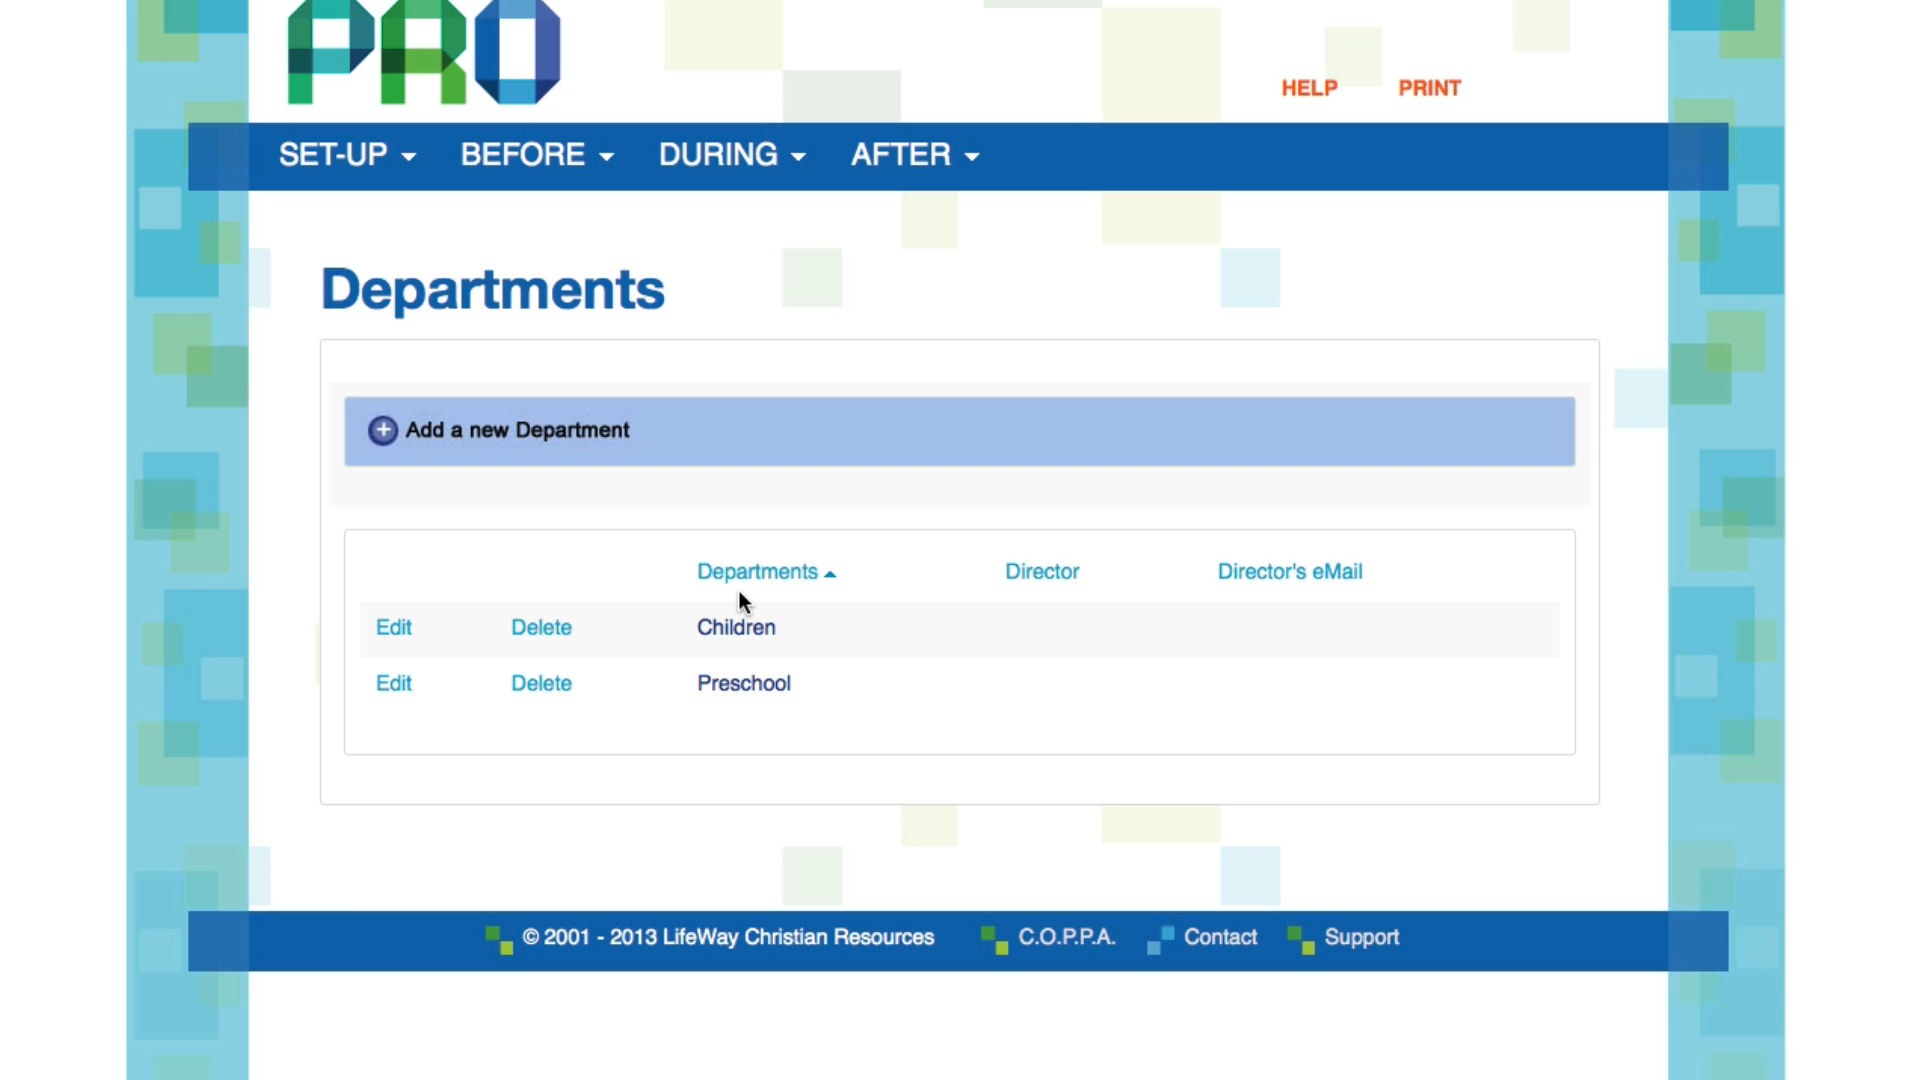 PRO
HELP PRINT
SET-UP BEFORE DURING AFTER
Departments
Add a new Department
Departments Director Director's eMail
Edit Delete Children
Edit Delete Preschool
© 2001 - 2013 LifeWay Christian Resources C.O.P.P.A. Contact Support